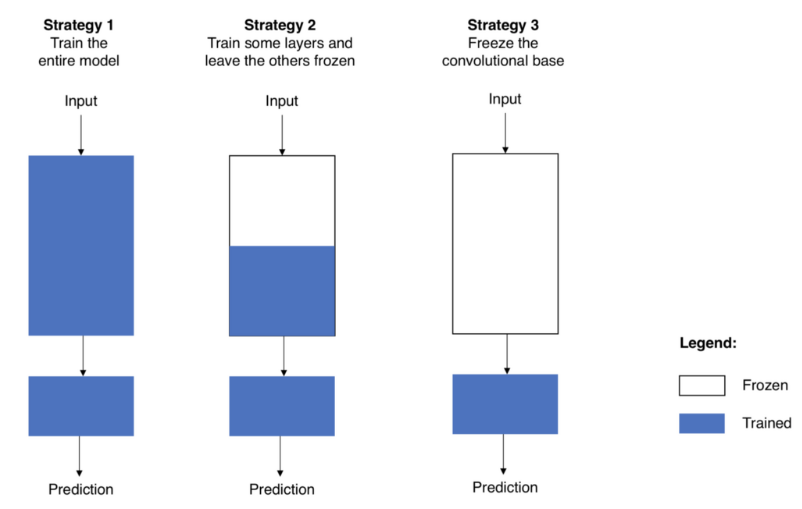 Strategy 1
Train the
entire model
Input
Prediction
Strategy 2
Train some layers and
leave the others frozen
Input
Prediction
Strategy 3
Freeze the
convolutional base
Input
Prediction
Legend:
Frozen
Trained